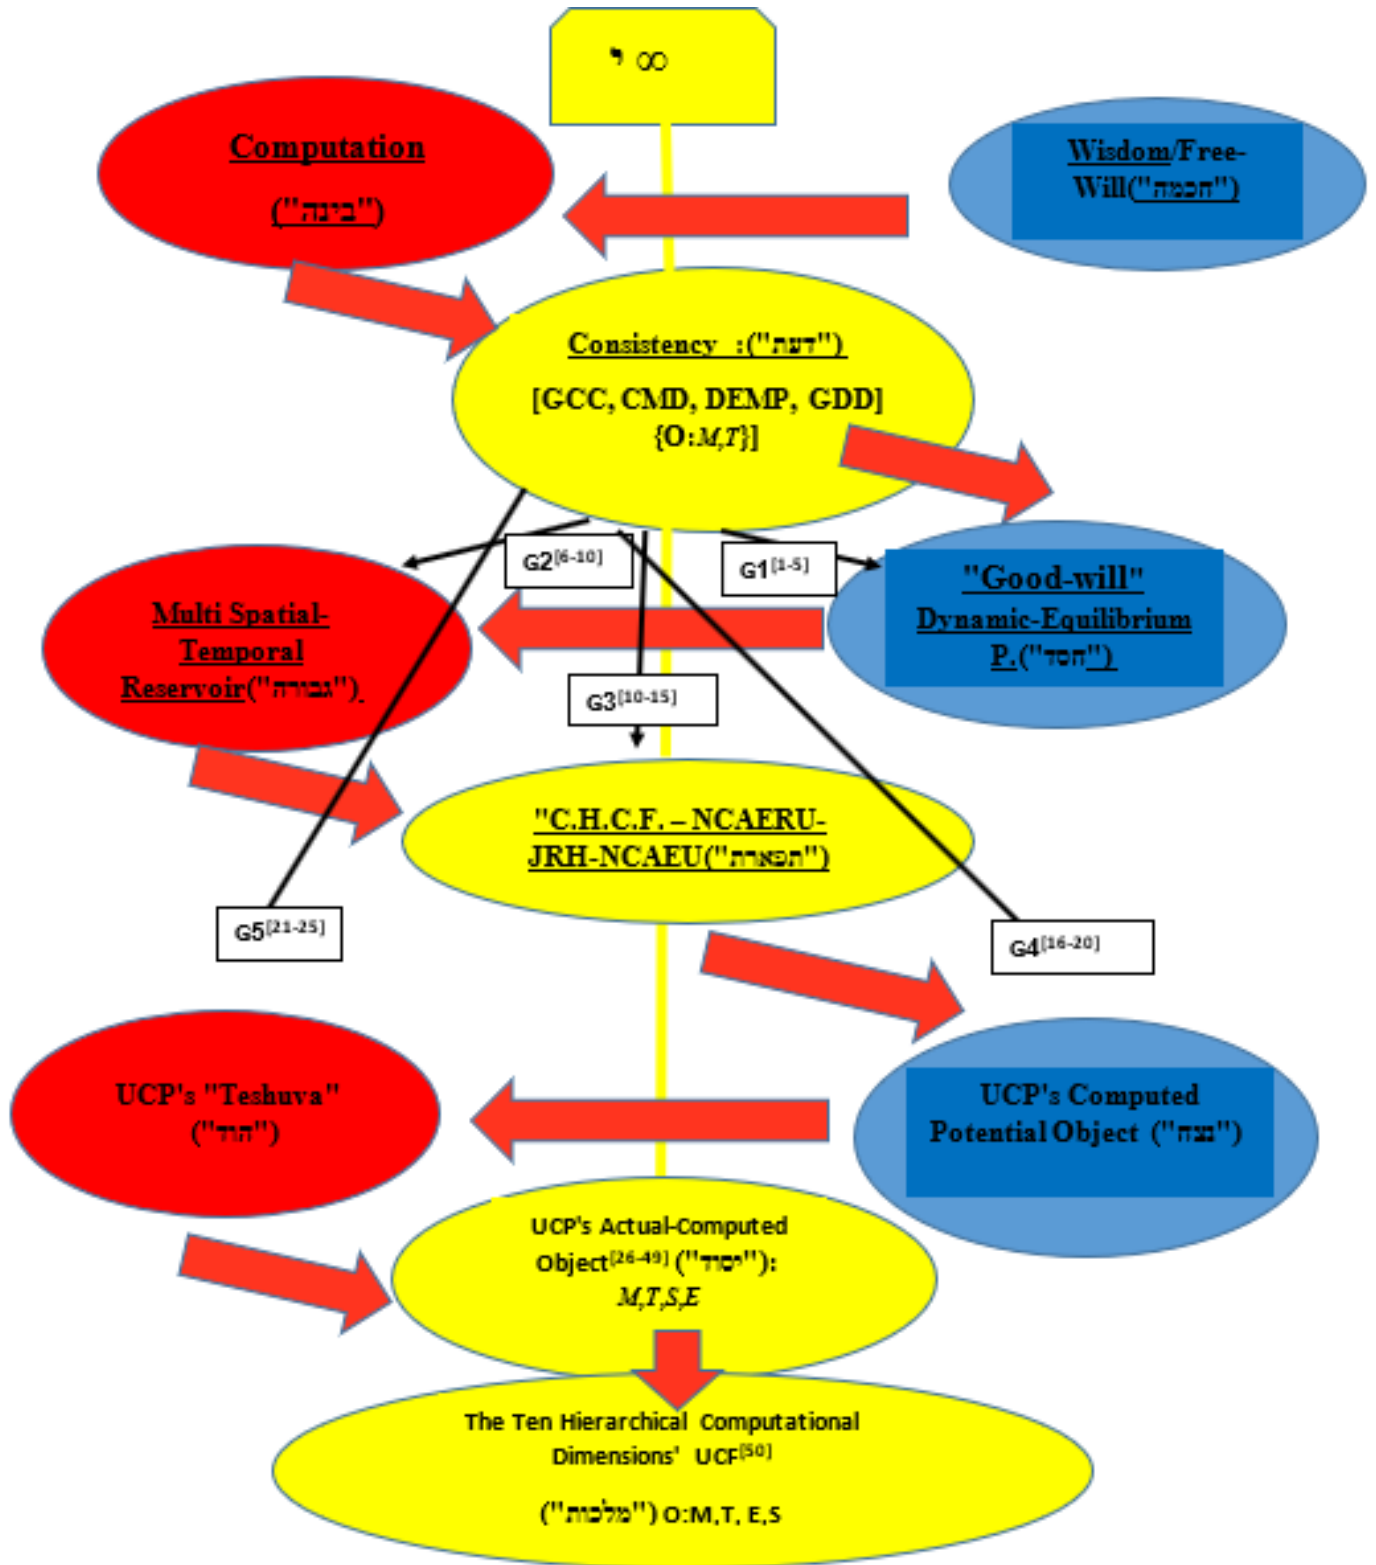 י ∞
Computation
("בינה")
Wisdom/Free-
Will("חכמה")
Consistency :("דעת")
[GCC, CMD, DEMP, GDD]
{O:M,T}]
G2[6-10]
G1[1-5]
"Good-will"
Dynamic-Equilibrium
P.("חסד")
Multi Spatial-
Temporal
Reservoir("גבורה")
G3[10-15]
"C.H.C.F. – NCAERU-
JRH-NCAEU("תפארת")
G5[21-25]
G4[16-20]
UCP's "Teshuva"
("הוד")
UCP's Computed
Potential Object ("נצח")
UCP's Actual-Computed
Object[26-49] ("יסוד"):
M,T,S,E
The Ten Hierarchical Computational
Dimensions' UCF[50]
("מלכות") O:M,T, E,S